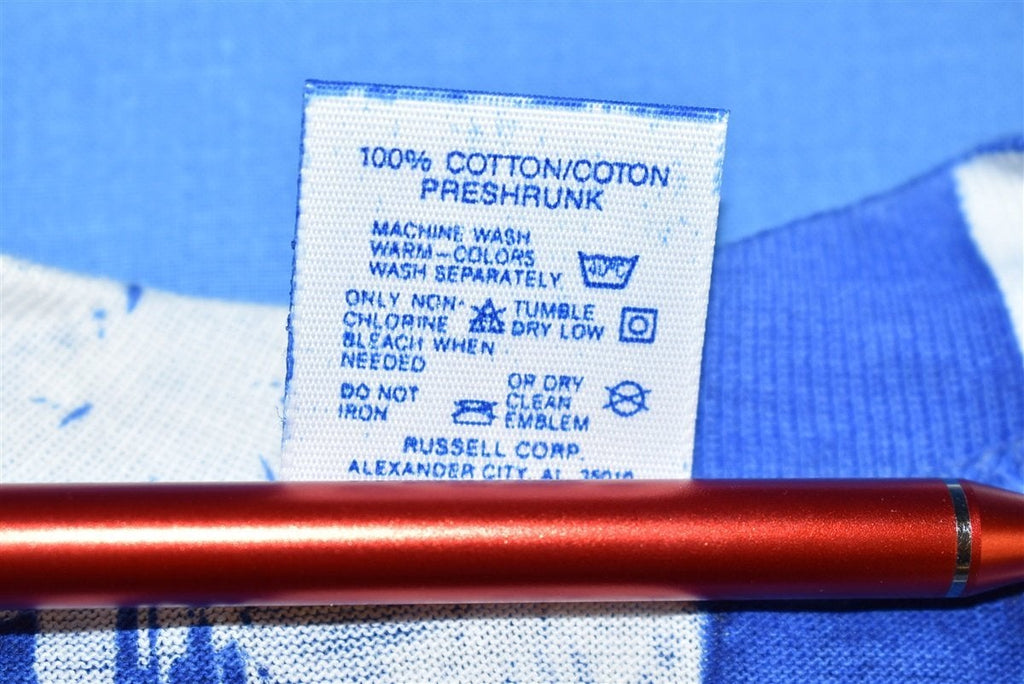 100% COTTON/COTON
PRESHRUNK
MACHINE WASH
WARM-COLORS
WASH SEPARATELY
40°C
ONLY NON-
CHLORINE
BLEACH WHEN
NEEDED
TUMBLE
DRY LOW
DO NOT
IRON
OR DRY
CLEAN
EMBLEM
RUSSELL CORP.
ALEXANDER CITY, AL